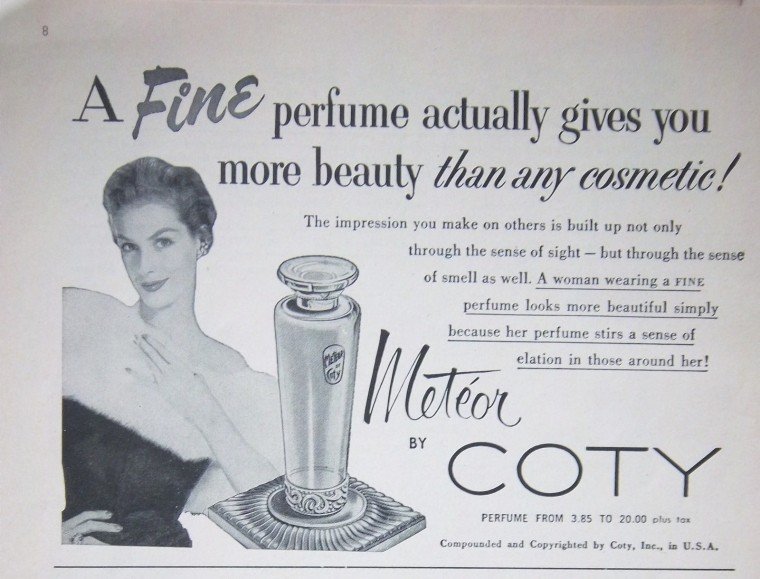 8
A Fine perfume actually gives you
more beauty than any cosmetic!
The impression you make on others is built up not only
through the sense of sight — but through the sense
of smell as well. A woman wearing a FINE
perfume looks more beautiful simply
because her perfume stirs a sense of
elation in those around her!
Metéor
Coty
Metéor
BY COTY
PERFUME FROM 3.85 TO 20.00 plus tax
Compounded and Copyrighted by Coty, Inc., in U.S.A.